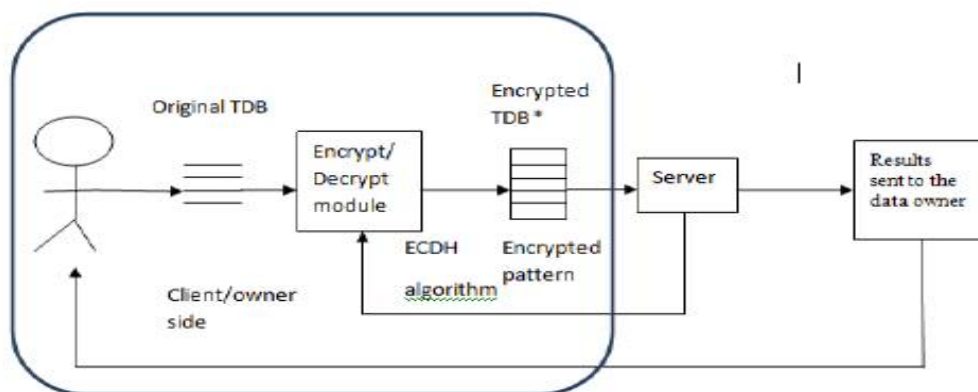 Original TDB
Encrypted
TDB *
Encrypt/
Decrypt
module
Server
Results
sent to the
data owner
ECDH
algorithm
Encrypted
pattern
Client/owner
side